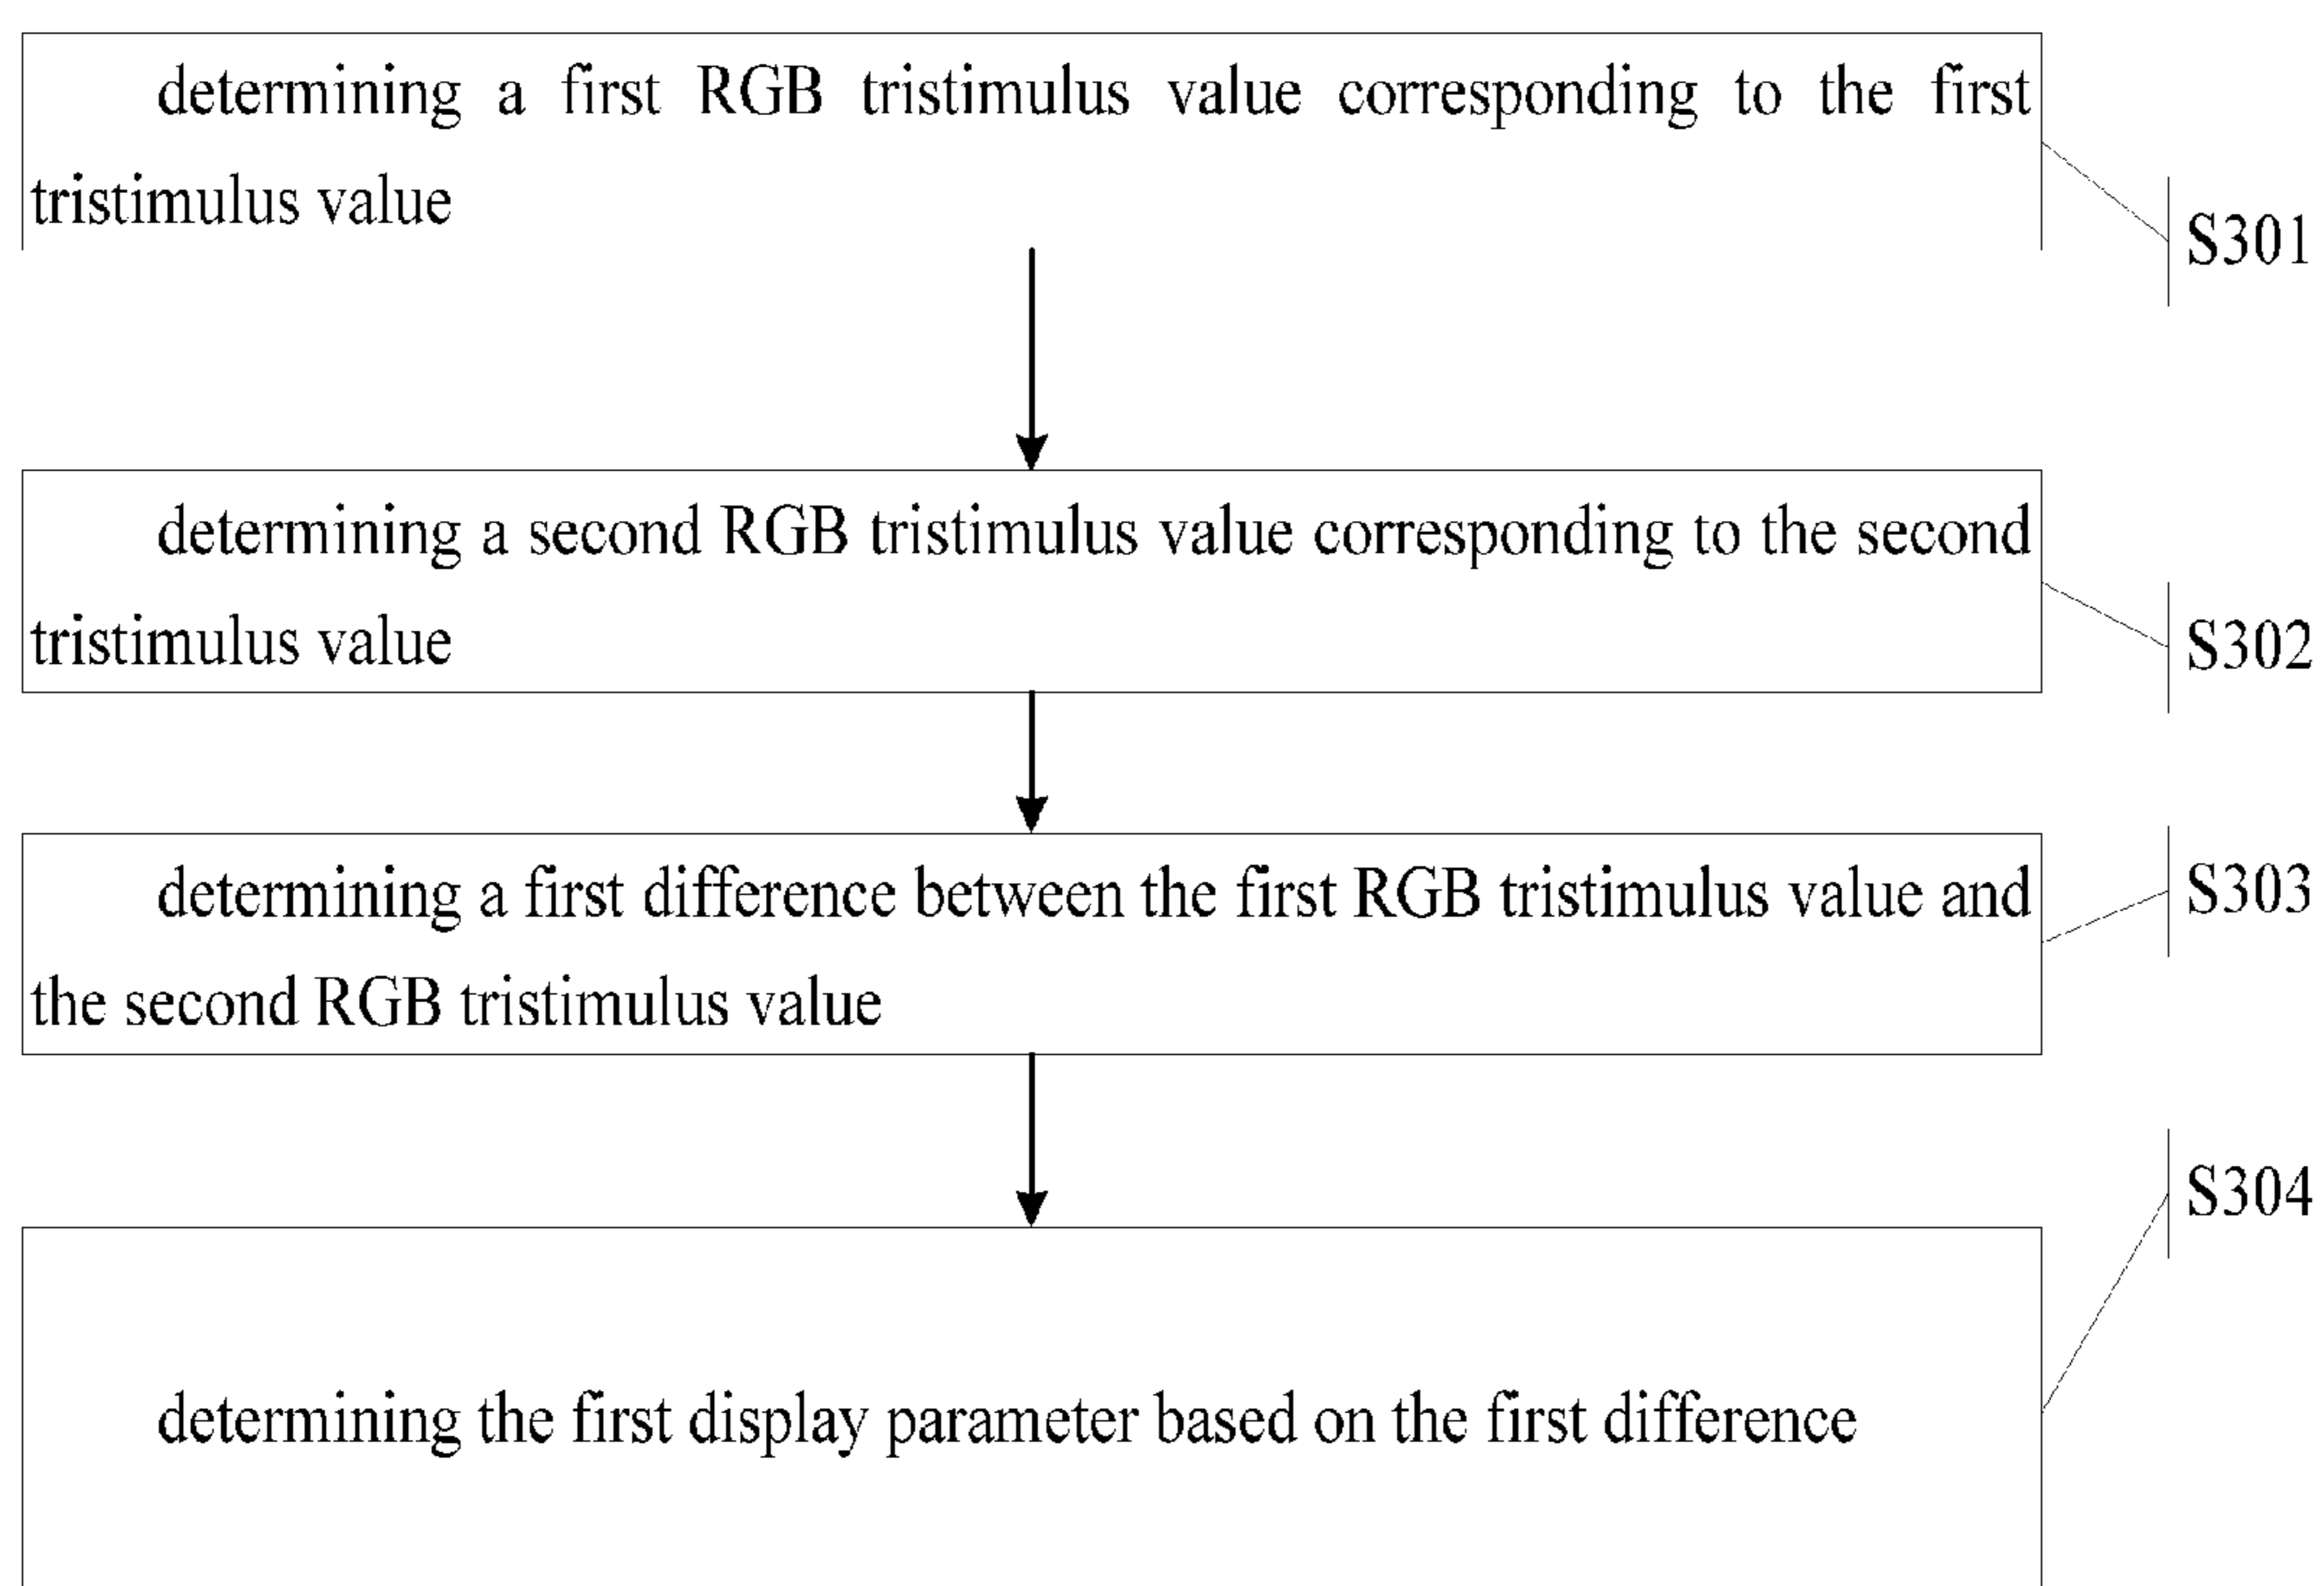 determining a first RGB tristimulus value corresponding to the first
tristimulus value
S301
determining a second RGB tristimulus value corresponding to the second
tristimulus value
S302
determining a first difference between the first RGB tristimulus value and
the second RGB tristimulus value
S303
determining the first display parameter based on the first difference
S304